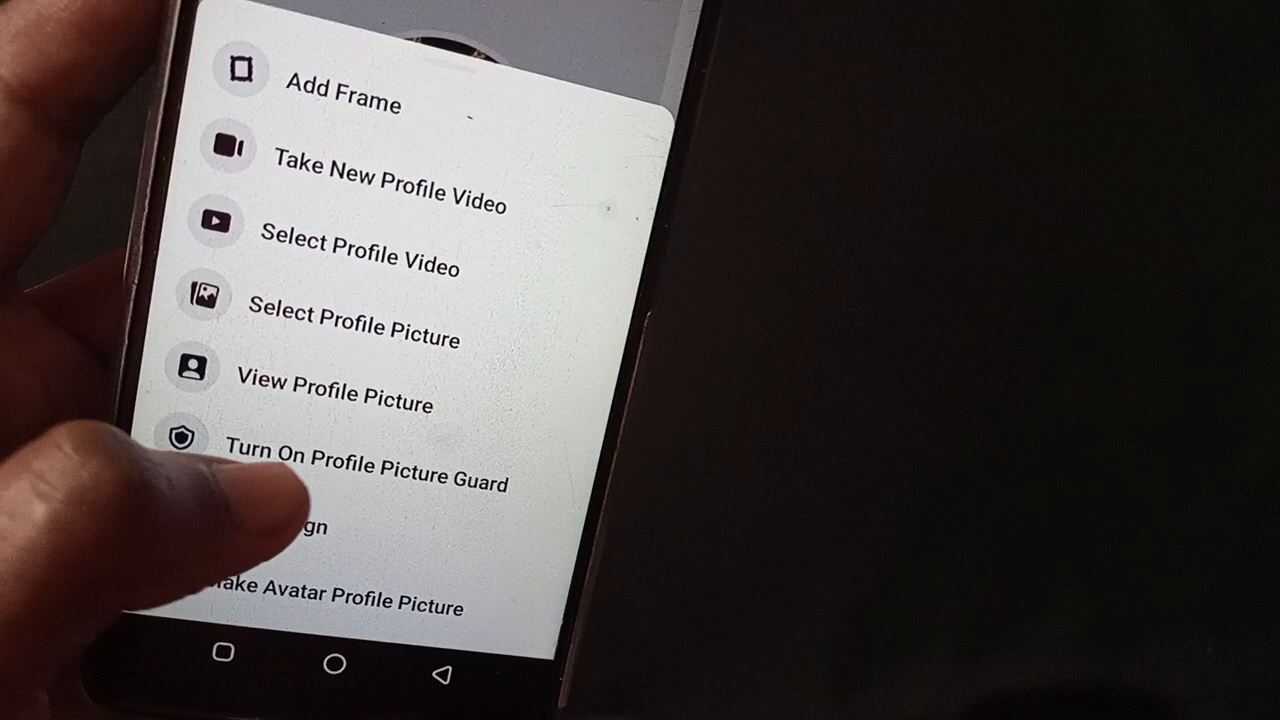 Add Frame
Take New Profile Video
Select Profile Video
Select Profile Picture
View Profile Picture
Turn On Profile Picture Guard
Avatar Profile Picture